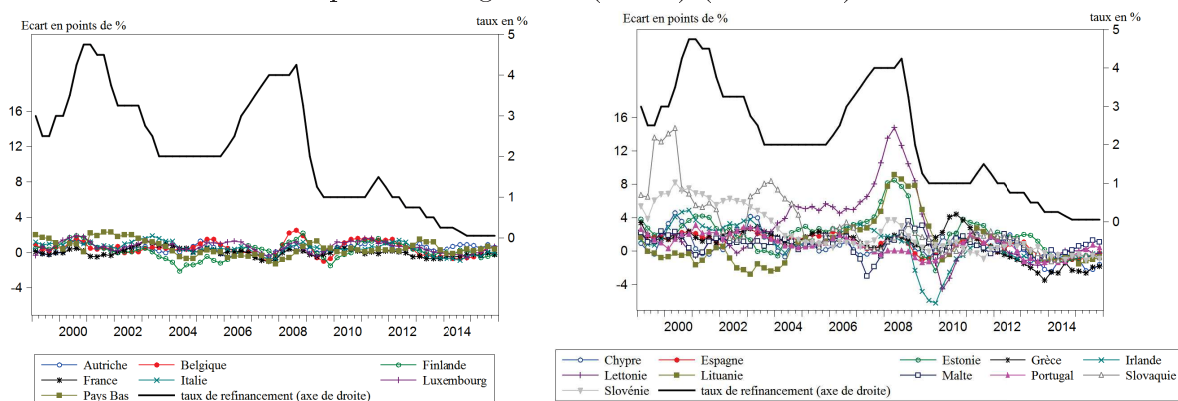 Ecart en points de %
taux en %
5
4
3
2
1
0
16
12
8
4
0
-4
2000 2002 2004 2006 2008 2010 2012 2014
Autriche Belgique Finlande
France Italie Luxembourg
Pays Bas taux de refinancement (axe de droite)
Ecart en points de %
taux en %
5
4
3
2
1
0
16
12
8
4
0
-4
2000 2002 2004 2006 2008 2010 2012 2014
Chypre Espagne Estonie Grèce Irlande
Lettonie Lituanie Malte Portugal Slovaquie
Slovénie taux de refinancement (axe de droite)